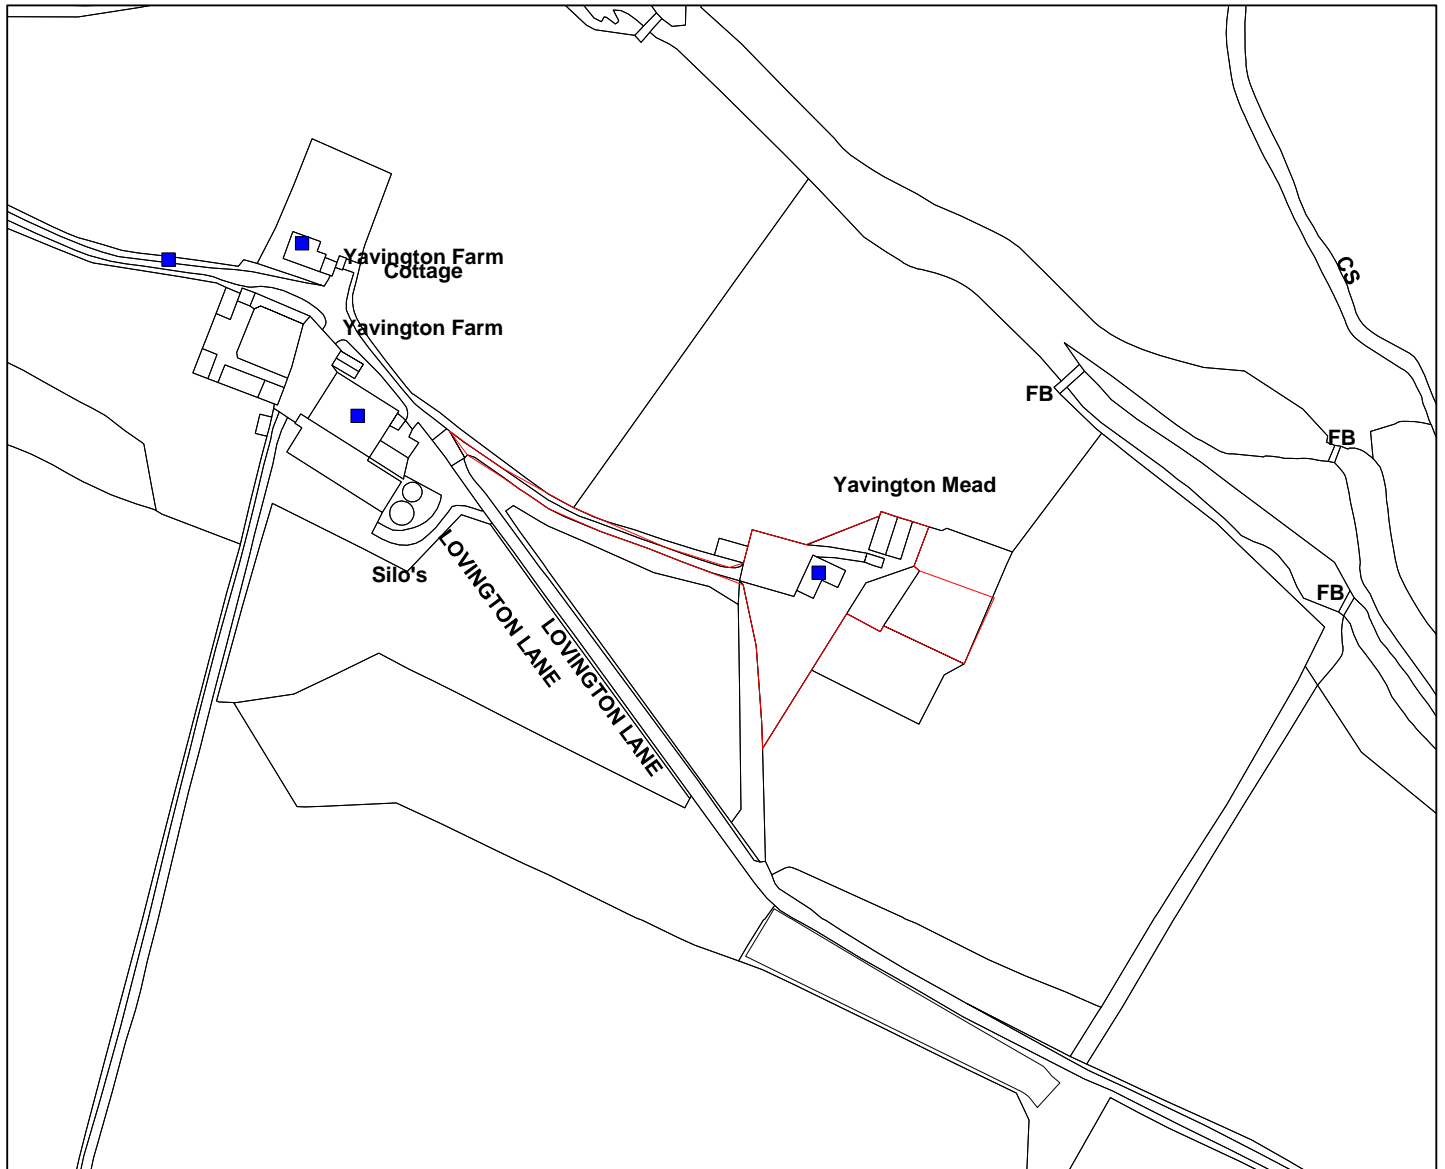 Yavington Farm
Cottage
CS
Yavington Farm
FB
FB
Yavington Mead
Silo's
FB
LOVINGTON LANE
LOVINGTON LANE